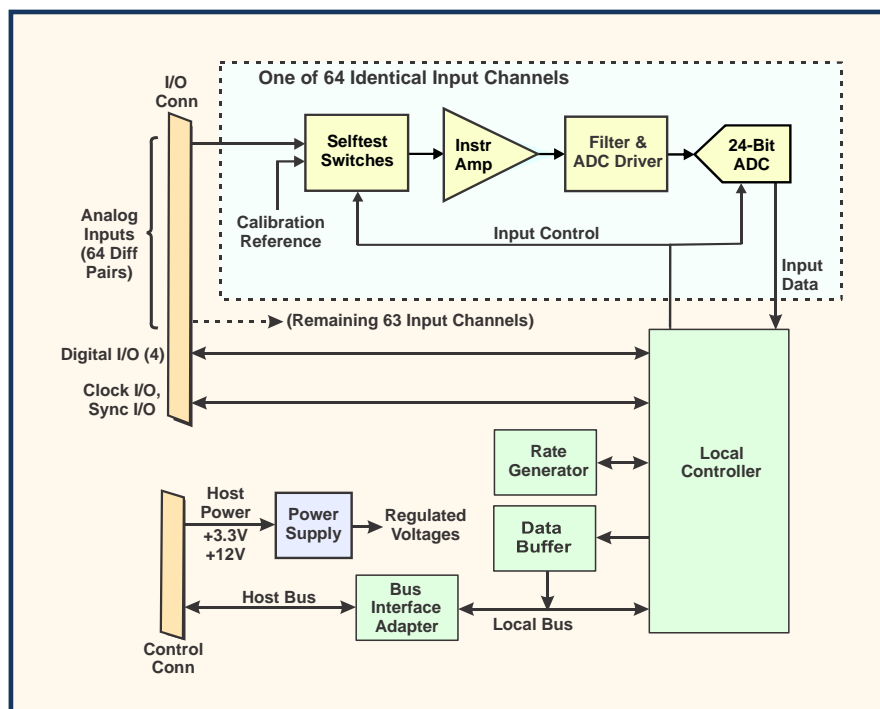 One of 64 Identical Input Channels
I/O
Conn
Selftest
Switches
Instr
Amp
Filter &
ADC Driver
24-Bit
ADC
Calibration
Reference
Input Control
Analog
Inputs
(64 Diff
Pairs)
Input
Data
(Remaining 63 Input Channels)
Digital I/O (4)
Clock I/O,
Sync I/O
Local
Controller
Rate
Generator
Host
Power
+3.3V
+12V
Power
Supply
Regulated
Voltages
Data
Buffer
Host Bus
Bus
Interface
Adapter
Local Bus
Control
Conn